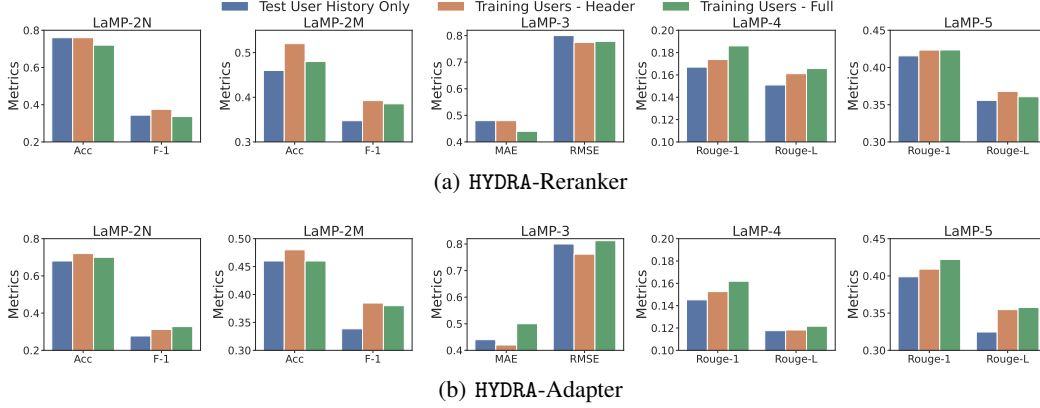 Test User History Only Training Users - Header Training Users - Full
LaMP-2N LaMP-2M LaMP-3 LaMP-4 LaMP-5
Metrics 0.8 0.6 0.4 0.2 Acc F-1
Metrics 0.5 0.4 0.3 Acc F-1
Metrics 0.8 0.7 0.6 0.5 0.4 MAE RMSE
Metrics 0.20 0.18 0.16 0.14 0.12 0.10 Rouge-1 Rouge-L
Metrics 0.45 0.40 0.35 0.30 Rouge-1 Rouge-L
(a) HYDRA-Reranker
LaMP-2N LaMP-2M LaMP-3 LaMP-4 LaMP-5
Metrics 0.8 0.6 0.4 0.2 Acc F-1
Metrics 0.50 0.45 0.40 0.35 0.30 Acc F-1
Metrics 0.8 0.7 0.6 0.5 0.4 MAE RMSE
Metrics 0.20 0.18 0.16 0.14 0.12 0.10 Rouge-1 Rouge-L
Metrics 0.45 0.40 0.35 0.30 Rouge-1 Rouge-L
(b) HYDRA-Adapter